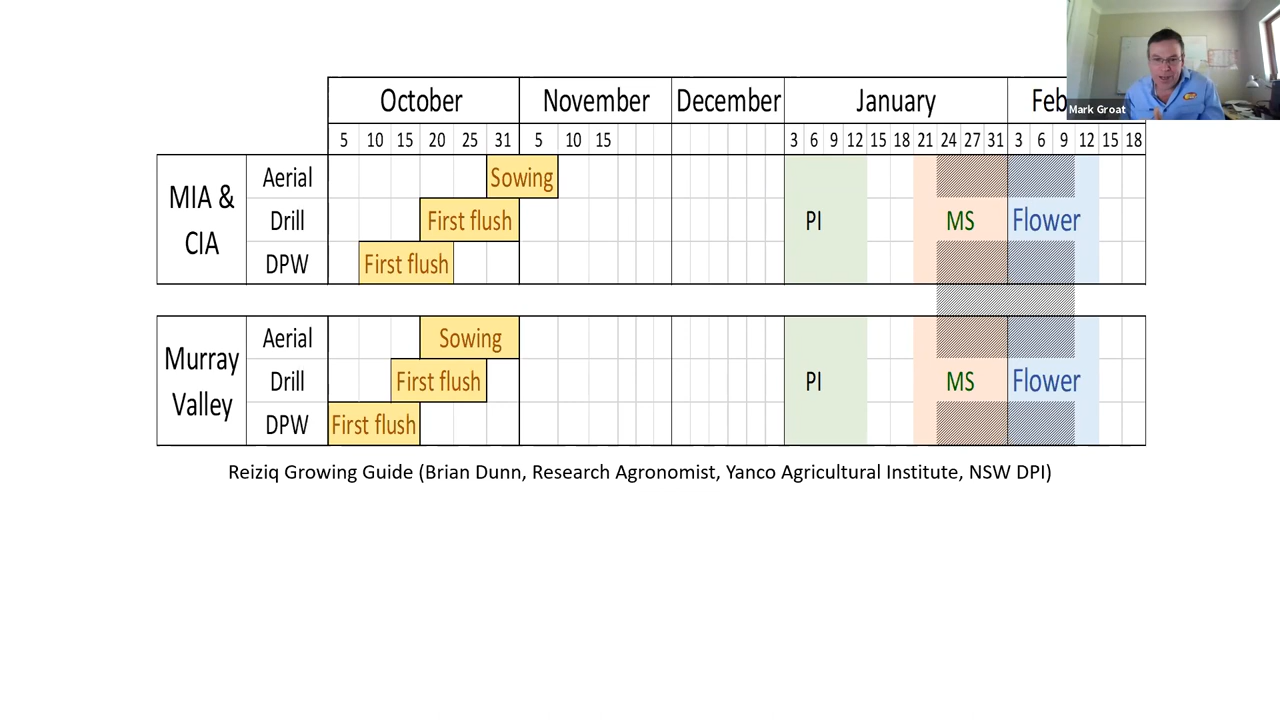 October November December January Feb
5 10 15 20 25 31 5 10 15 3 6 9 12 15 18 21 24 27 31 3 6 9 12 15 18
MIA & CIA
Aerial Sowing
Drill First flush PI MS Flower
DPW First flush
Murray Valley
Aerial Sowing
Drill First flush PI MS Flower
DPW First flush
Reiziq Growing Guide (Brian Dunn, Research Agronomist, Yanco Agricultural Institute, NSW DPI)
Mark Groat